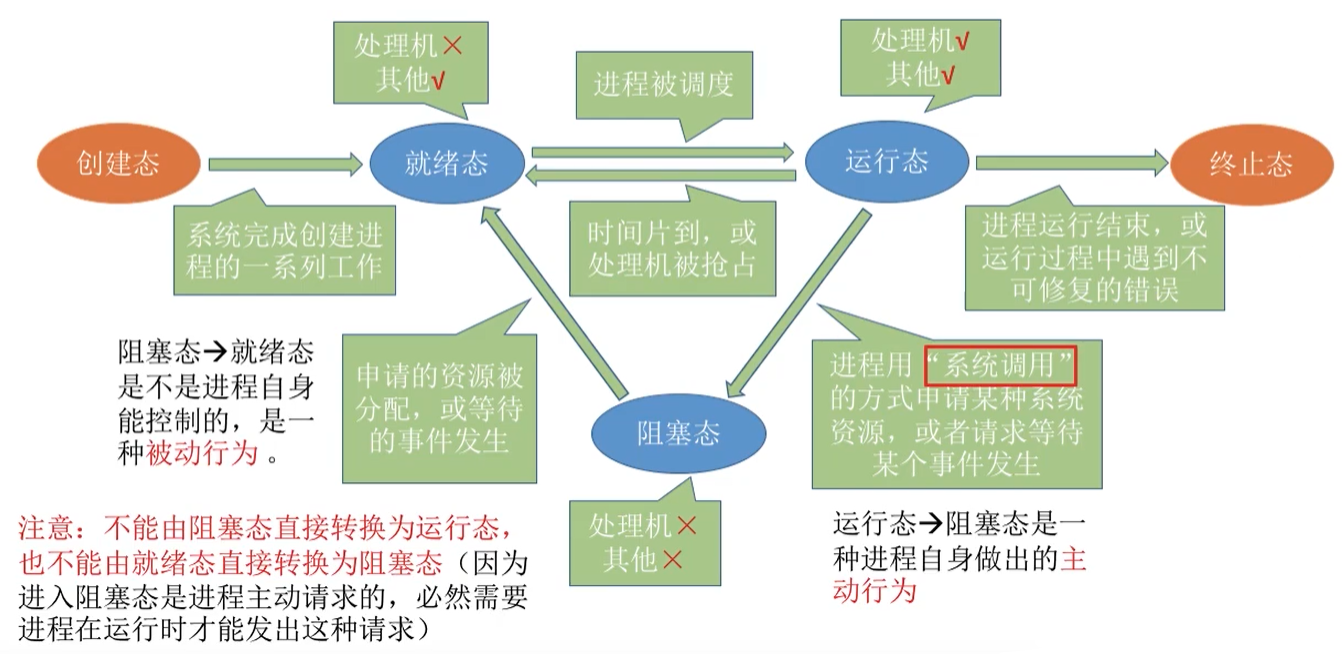 处理机×
其他√
进程被调度
处理机√
其他√
创建态
就绪态
运行态
终止态
系统完成创建进
程的一系列工作
时间片到，或
处理机被抢占
进程运行结束，或
运行过程中遇到不
可修复的错误
阻塞态→就绪态
是不是进程自身
能控制的，是一
种被动行为。
申请的资源被
分配，或等待
的事件发生
进程用“系统调用”
的方式申请某种系统
资源，或者请求等待
某个事件发生
阻塞态
处理机×
其他×
注意：不能由阻塞态直接转换为运行态，
也不能由就绪态直接转换为阻塞态（因为
进入阻塞态是进程主动请求的，必然需要
进程在运行时才能发出这种请求）
运行态→阻塞态是一
种进程自身做出的主
动行为